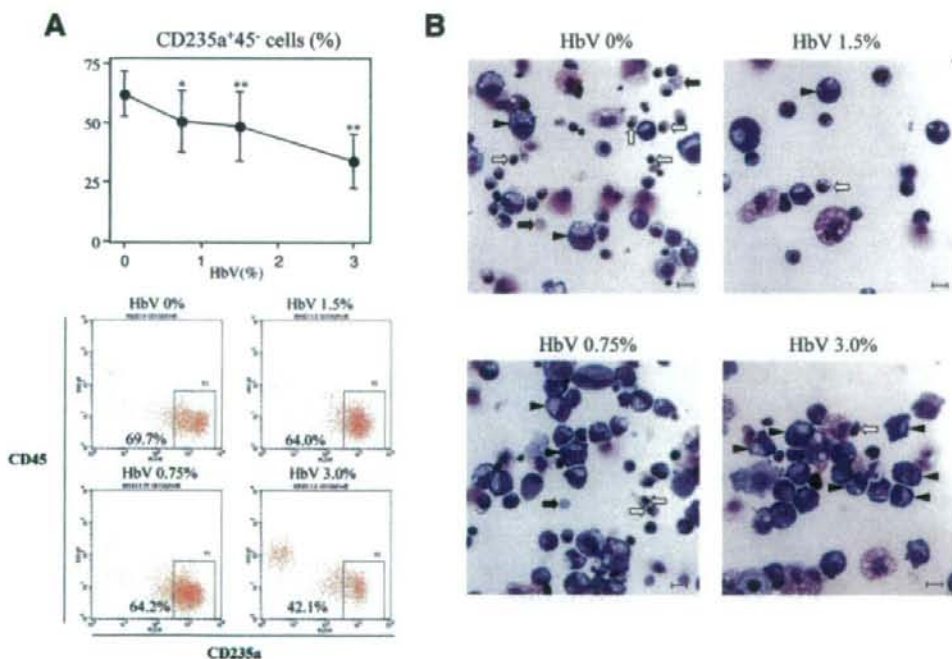 A
CD235a+45- cells (%)
75
50
25
0
*
**
**
0
1
2
3
HbV(%)
HbV 0%
HbV 1.5%
69.7%
64.0%
CD45
HbV 0.75%
HbV 3.0%
64.2%
42.1%
CD235a
B
HbV 0%
HbV 1.5%
HbV 0.75%
HbV 3.0%